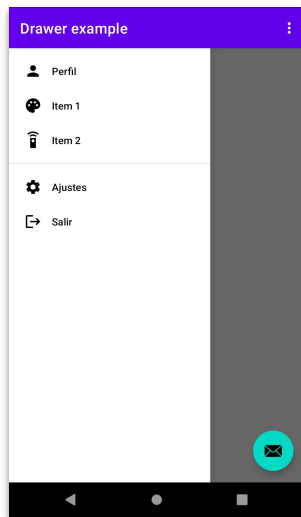 Drawer example
Perfil
Item 1
Item 2
Ajustes
Salir